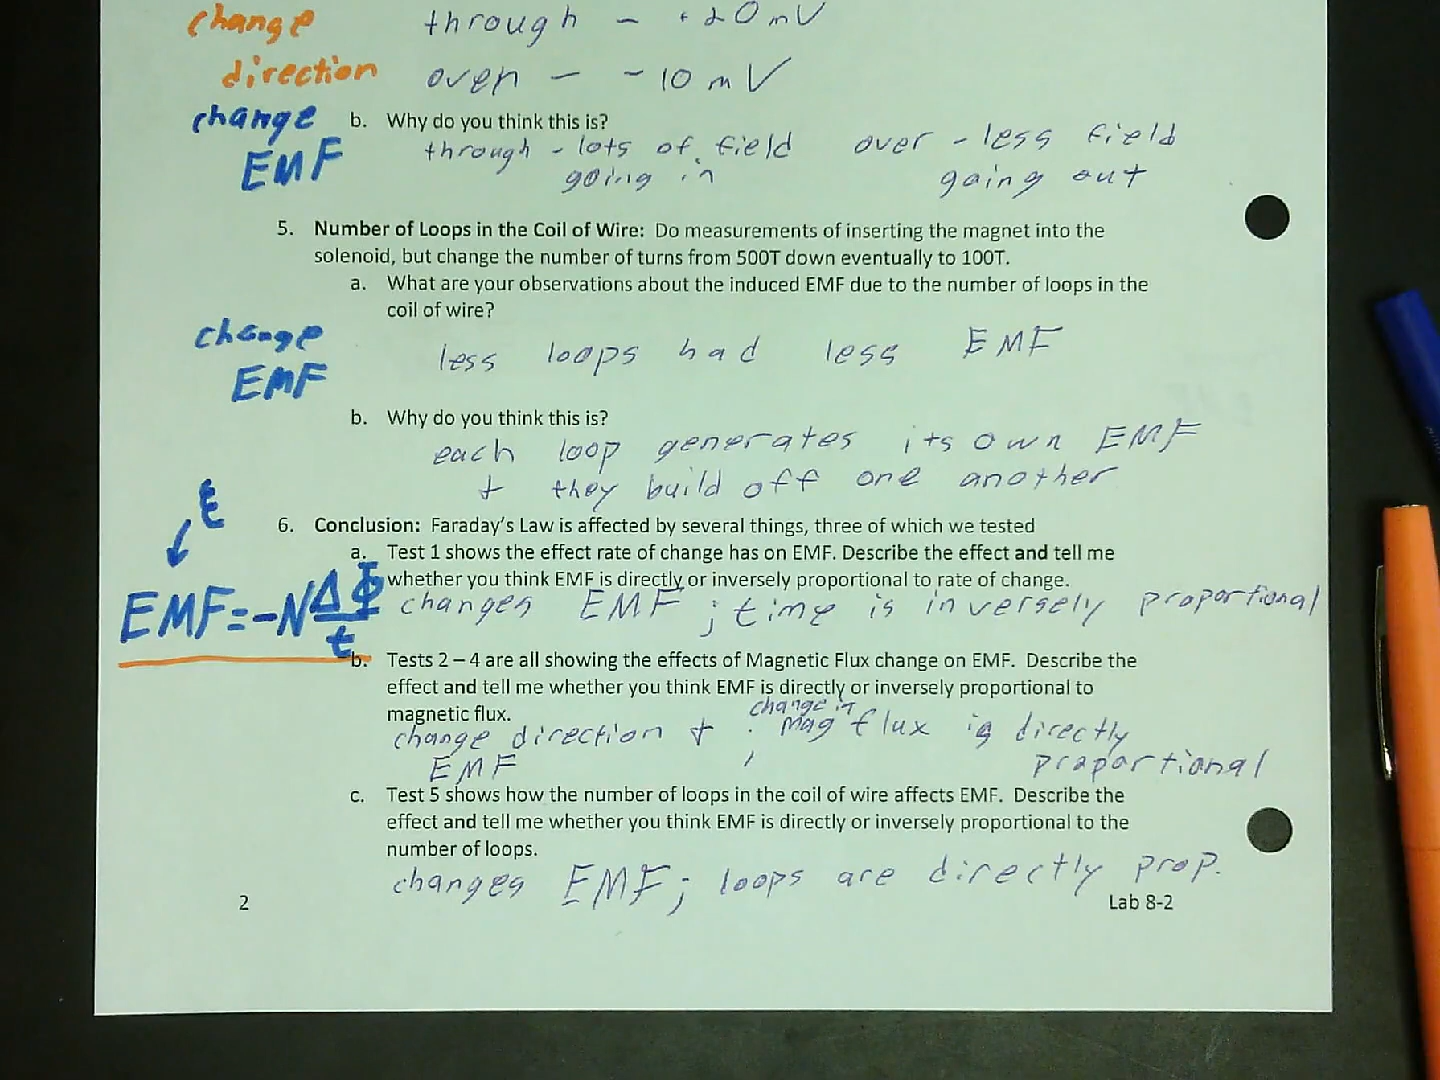 change through - +20mV
direction over - -10 mV
change
EMF
b. Why do you think this is?
through - lots of field going in
over - less field going out
5. Number of Loops in the Coil of Wire: Do measurements of inserting the magnet into the
solenoid, but change the number of turns from 500T down eventually to 100T.
a. What are your observations about the induced EMF due to the number of loops in the
coil of wire?
change
EMF
less loops had less EMF
b. Why do you think this is?
each loop generates its own EMF
+ they build off one another
6. Conclusion: Faraday's Law is affected by several things, three of which we tested
a. Test 1 shows the effect rate of change has on EMF. Describe the effect and tell me
whether you think EMF is directly or inversely proportional to rate of change.
EMF=-NΔΦ/t
changes EMF; time is inversely proportional
b. Tests 2 – 4 are all showing the effects of Magnetic Flux change on EMF. Describe the
effect and tell me whether you think EMF is directly or inversely proportional to
magnetic flux.
change direction + EMF
; change in mag flux is directly proportional
c. Test 5 shows how the number of loops in the coil of wire affects EMF. Describe the
effect and tell me whether you think EMF is directly or inversely proportional to the
number of loops.
changes EMF; loops are directly prop.
2
Lab 8-2